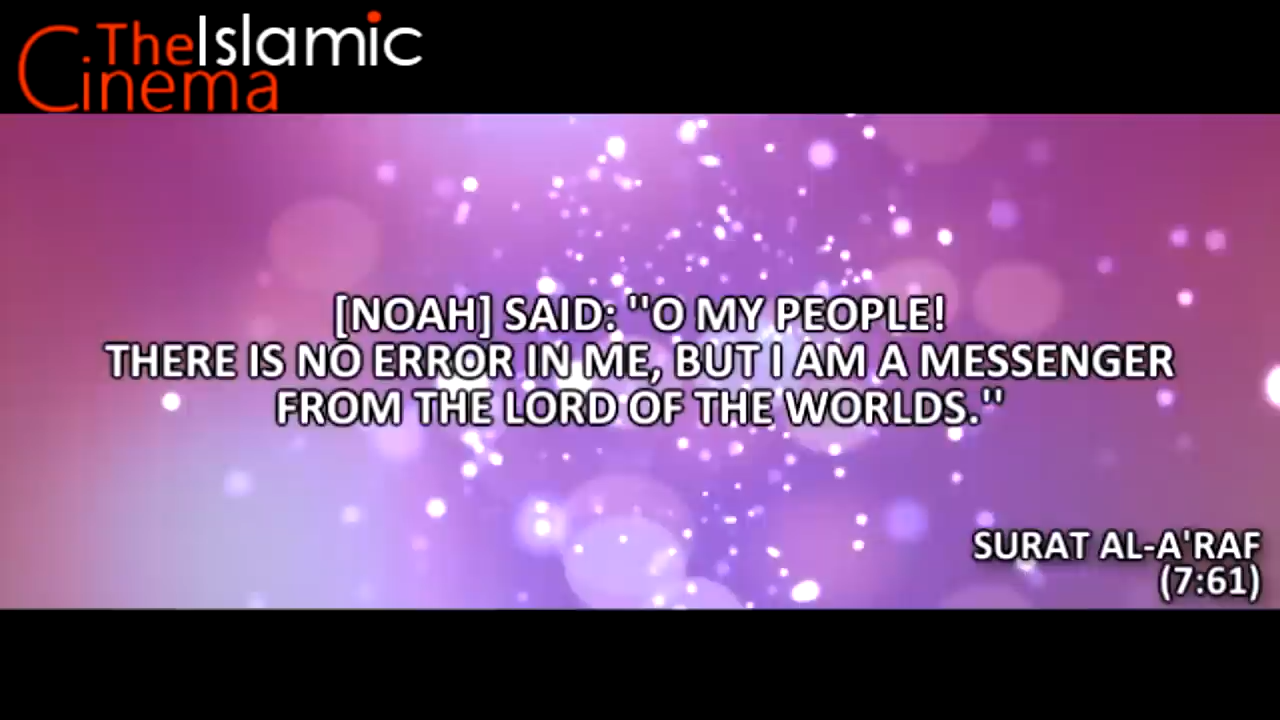 TheIslamic
Cinema
[NOAH] SAID: ''O MY PEOPLE!
THERE IS NO ERROR IN ME, BUT I AM A MESSENGER
FROM THE LORD OF THE WORLDS.''
SURAT AL-A'RAF
(7:61)